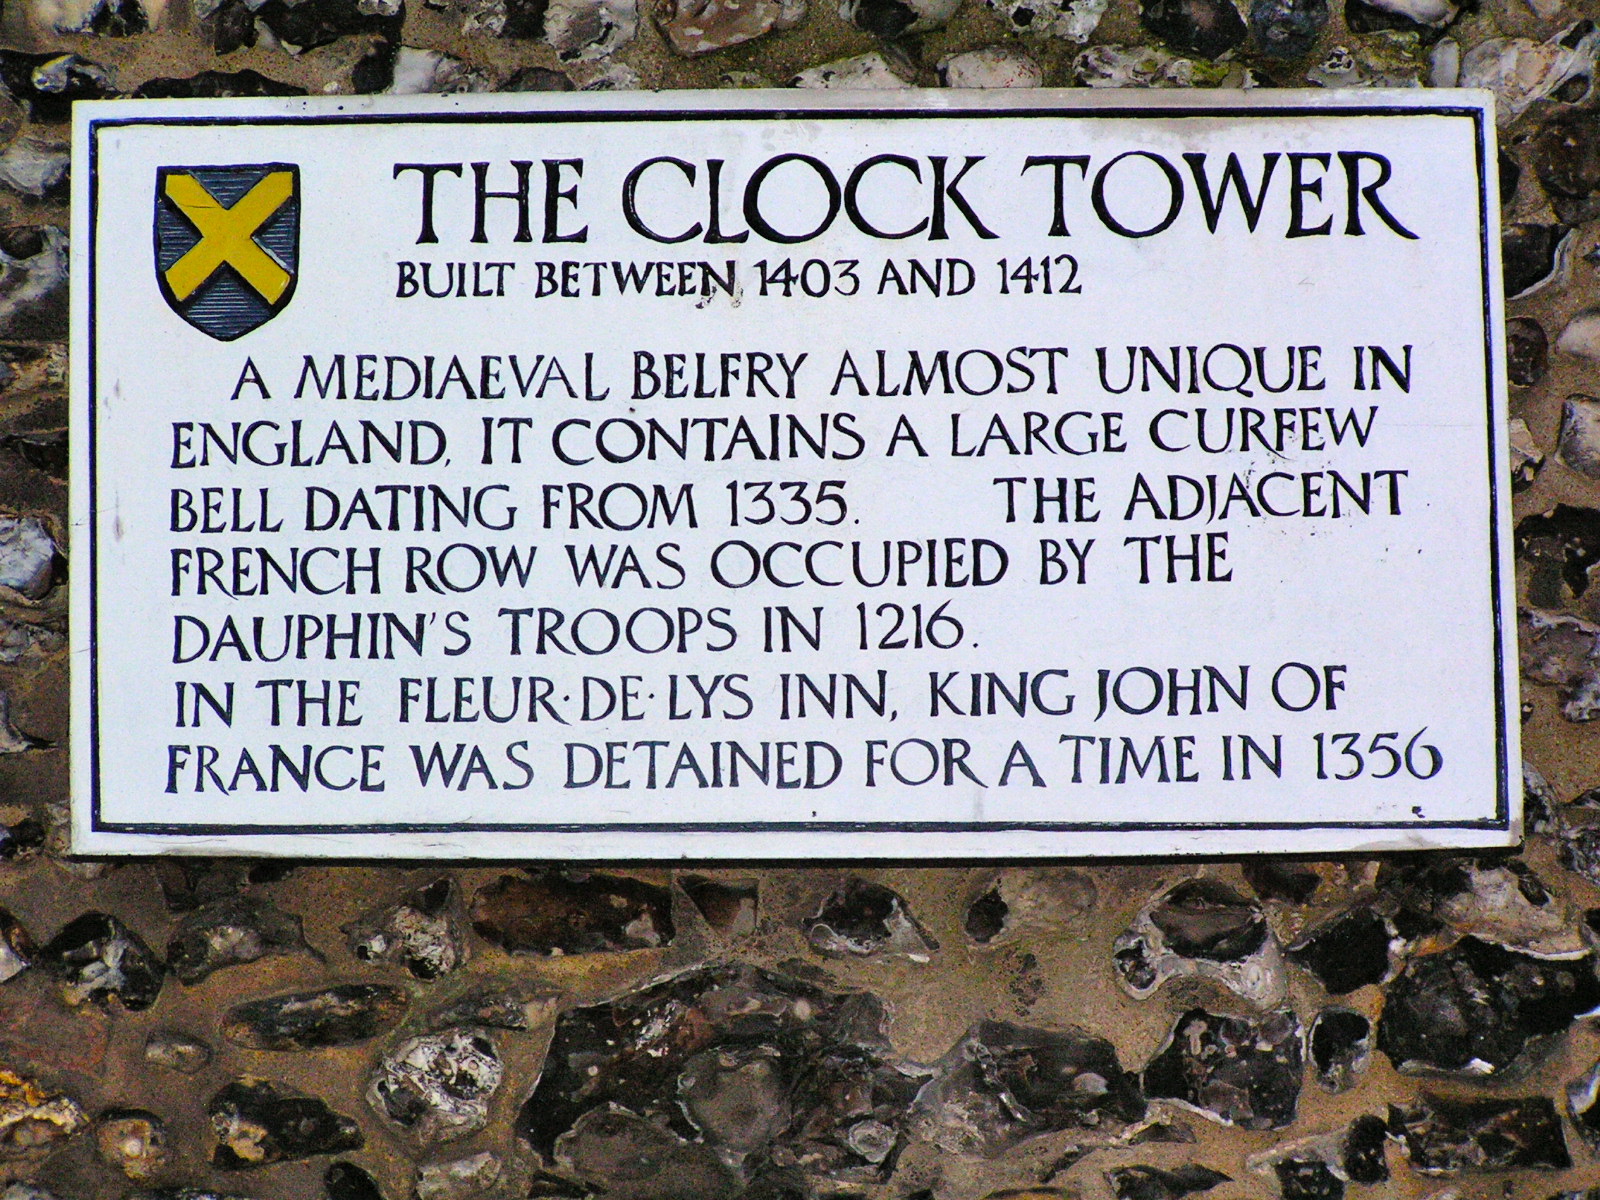 THE CLOCK TOWER
BUILT BETWEEN 1403 AND 1412
A MEDIAEVAL BELFRY ALMOST UNIQUE IN
ENGLAND, IT CONTAINS A LARGE CURFEW
BELL DATING FROM 1335. THE ADJACENT
FRENCH ROW WAS OCCUPIED BY THE
DAUPHIN'S TROOPS IN 1216.
IN THE FLEUR·DE·LYS INN, KING JOHN OF
FRANCE WAS DETAINED FOR A TIME IN 1356